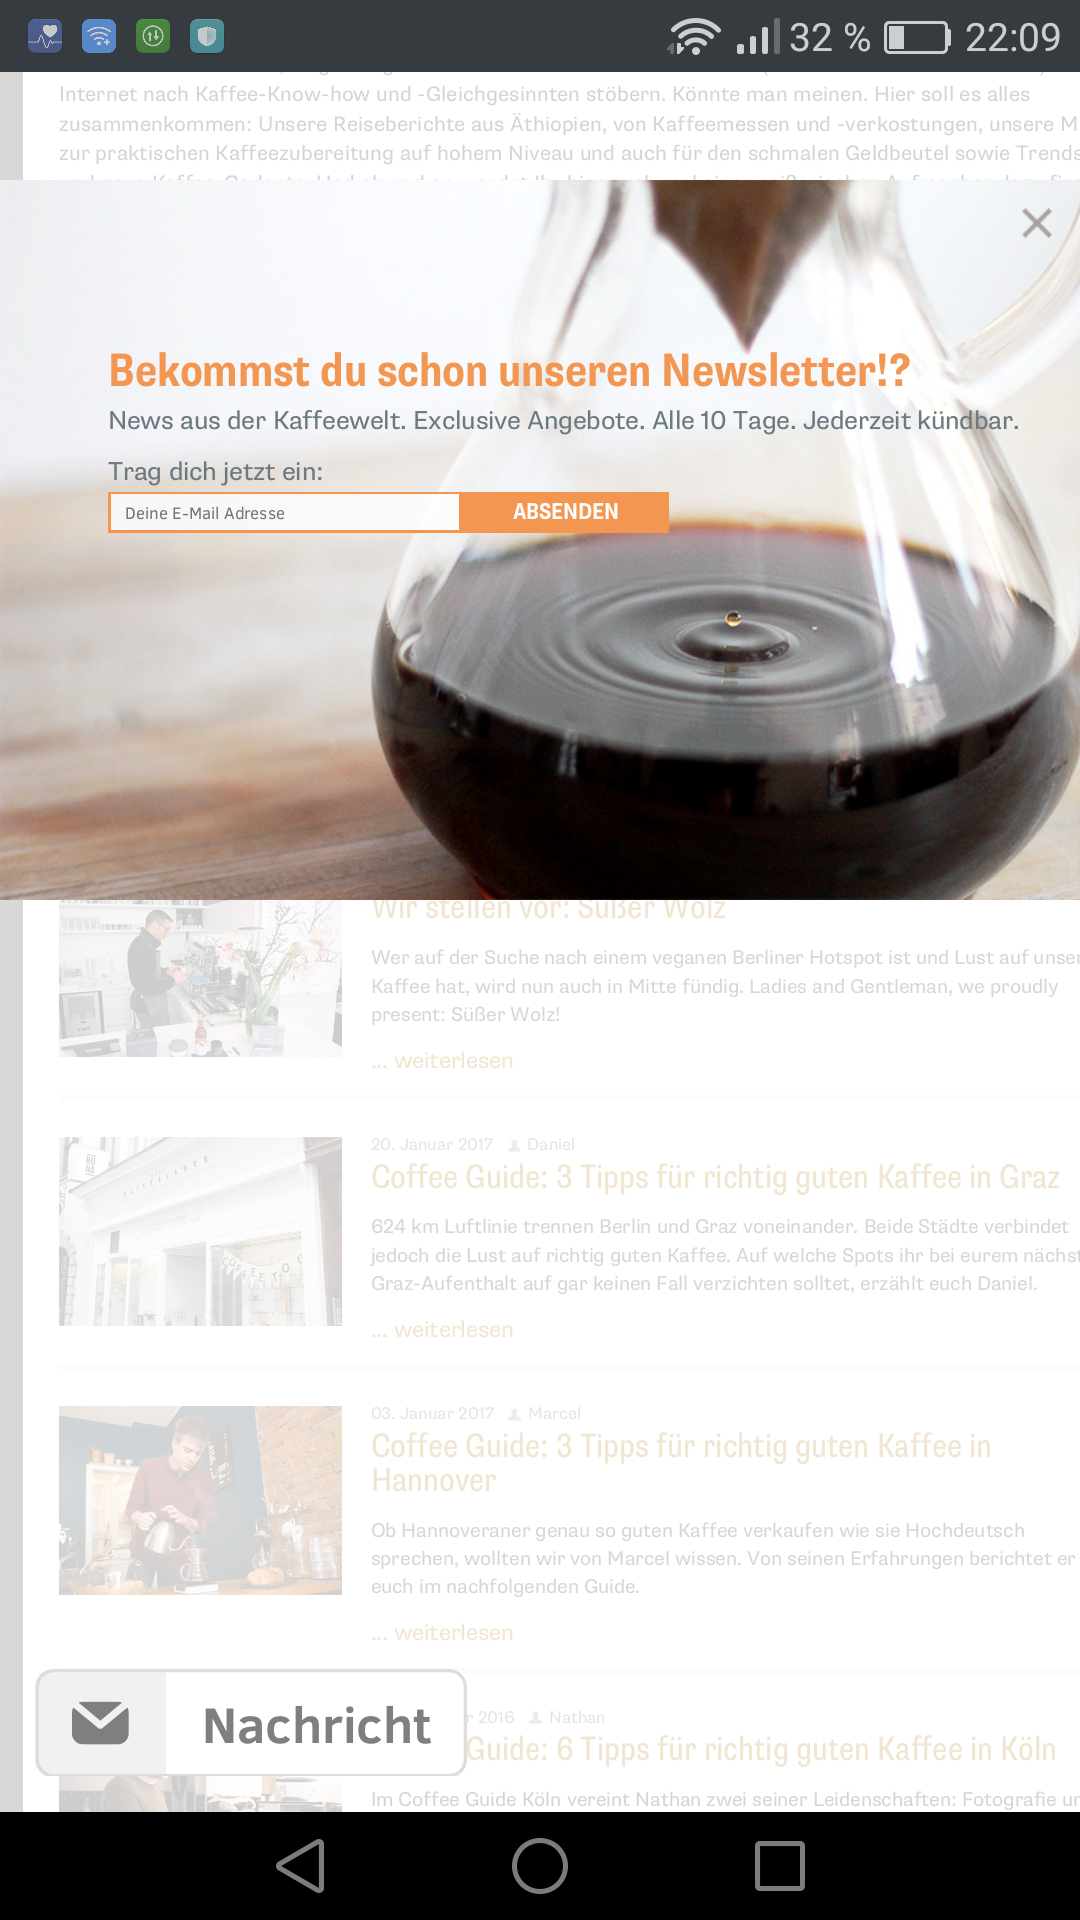 32 % 22:09
Internet nach Kaffee-Know-how und -Gleichgesinnten stöbern. Könnte man meinen. Hier soll es alles
zusammenkommen: Unsere Reiseberichte aus Äthiopien, von Kaffeemessen und -verkostungen, unsere M
zur praktischen Kaffeezubereitung auf hohem Niveau und auch für den schmalen Geldbeutel sowie Trends
Bekommst du schon unseren Newsletter!?
News aus der Kaffeewelt. Exclusive Angebote. Alle 10 Tage. Jederzeit kündbar.
Trag dich jetzt ein:
Deine E-Mail Adresse ABSENDEN
Wir stellen vor: Süßer Wolz
Wer auf der Suche nach einem veganen Berliner Hotspot ist und Lust auf unser
Kaffee hat, wird nun auch in Mitte fündig. Ladies and Gentleman, we proudly
present: Süßer Wolz!
... weiterlesen
20. Januar 2017 Daniel
Coffee Guide: 3 Tipps für richtig guten Kaffee in Graz
624 km Luftlinie trennen Berlin und Graz voneinander. Beide Städte verbindet
jedoch die Lust auf richtig guten Kaffee. Auf welche Spots ihr bei eurem nächst
Graz-Aufenthalt auf gar keinen Fall verzichten solltet, erzählt euch Daniel.
... weiterlesen
03. Januar 2017 Marcel
Coffee Guide: 3 Tipps für richtig guten Kaffee in
Hannover
Ob Hannoveraner genau so guten Kaffee verkaufen wie sie Hochdeutsch
sprechen, wollten wir von Marcel wissen. Von seinen Erfahrungen berichtet er
euch im nachfolgenden Guide.
... weiterlesen
r 2016 Nathan
Guide: 6 Tipps für richtig guten Kaffee in Köln
Nachricht
Im Coffee Guide Köln vereint Nathan zwei seiner Leidenschaften: Fotografie un